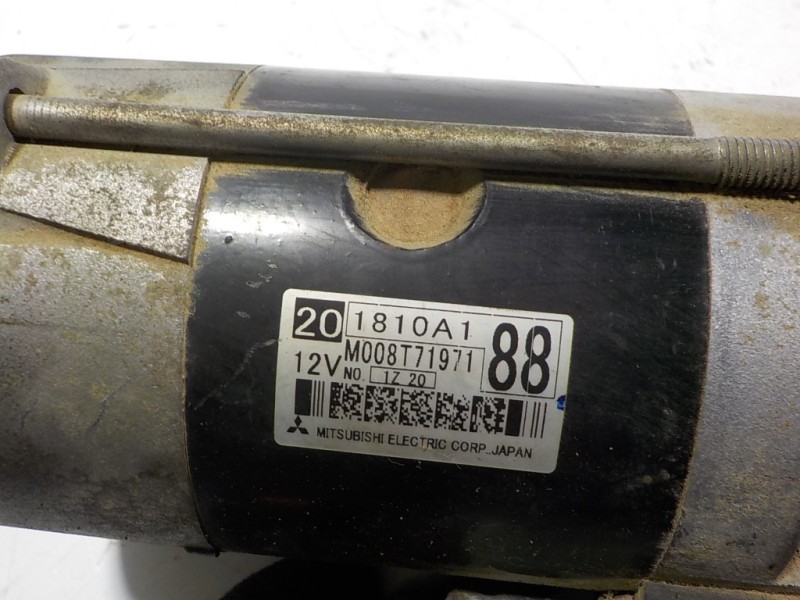 20 1810A1 88
12V M008T71971
NO. 1Z 20
MITSUBISHI ELECTRIC CORP. JAPAN